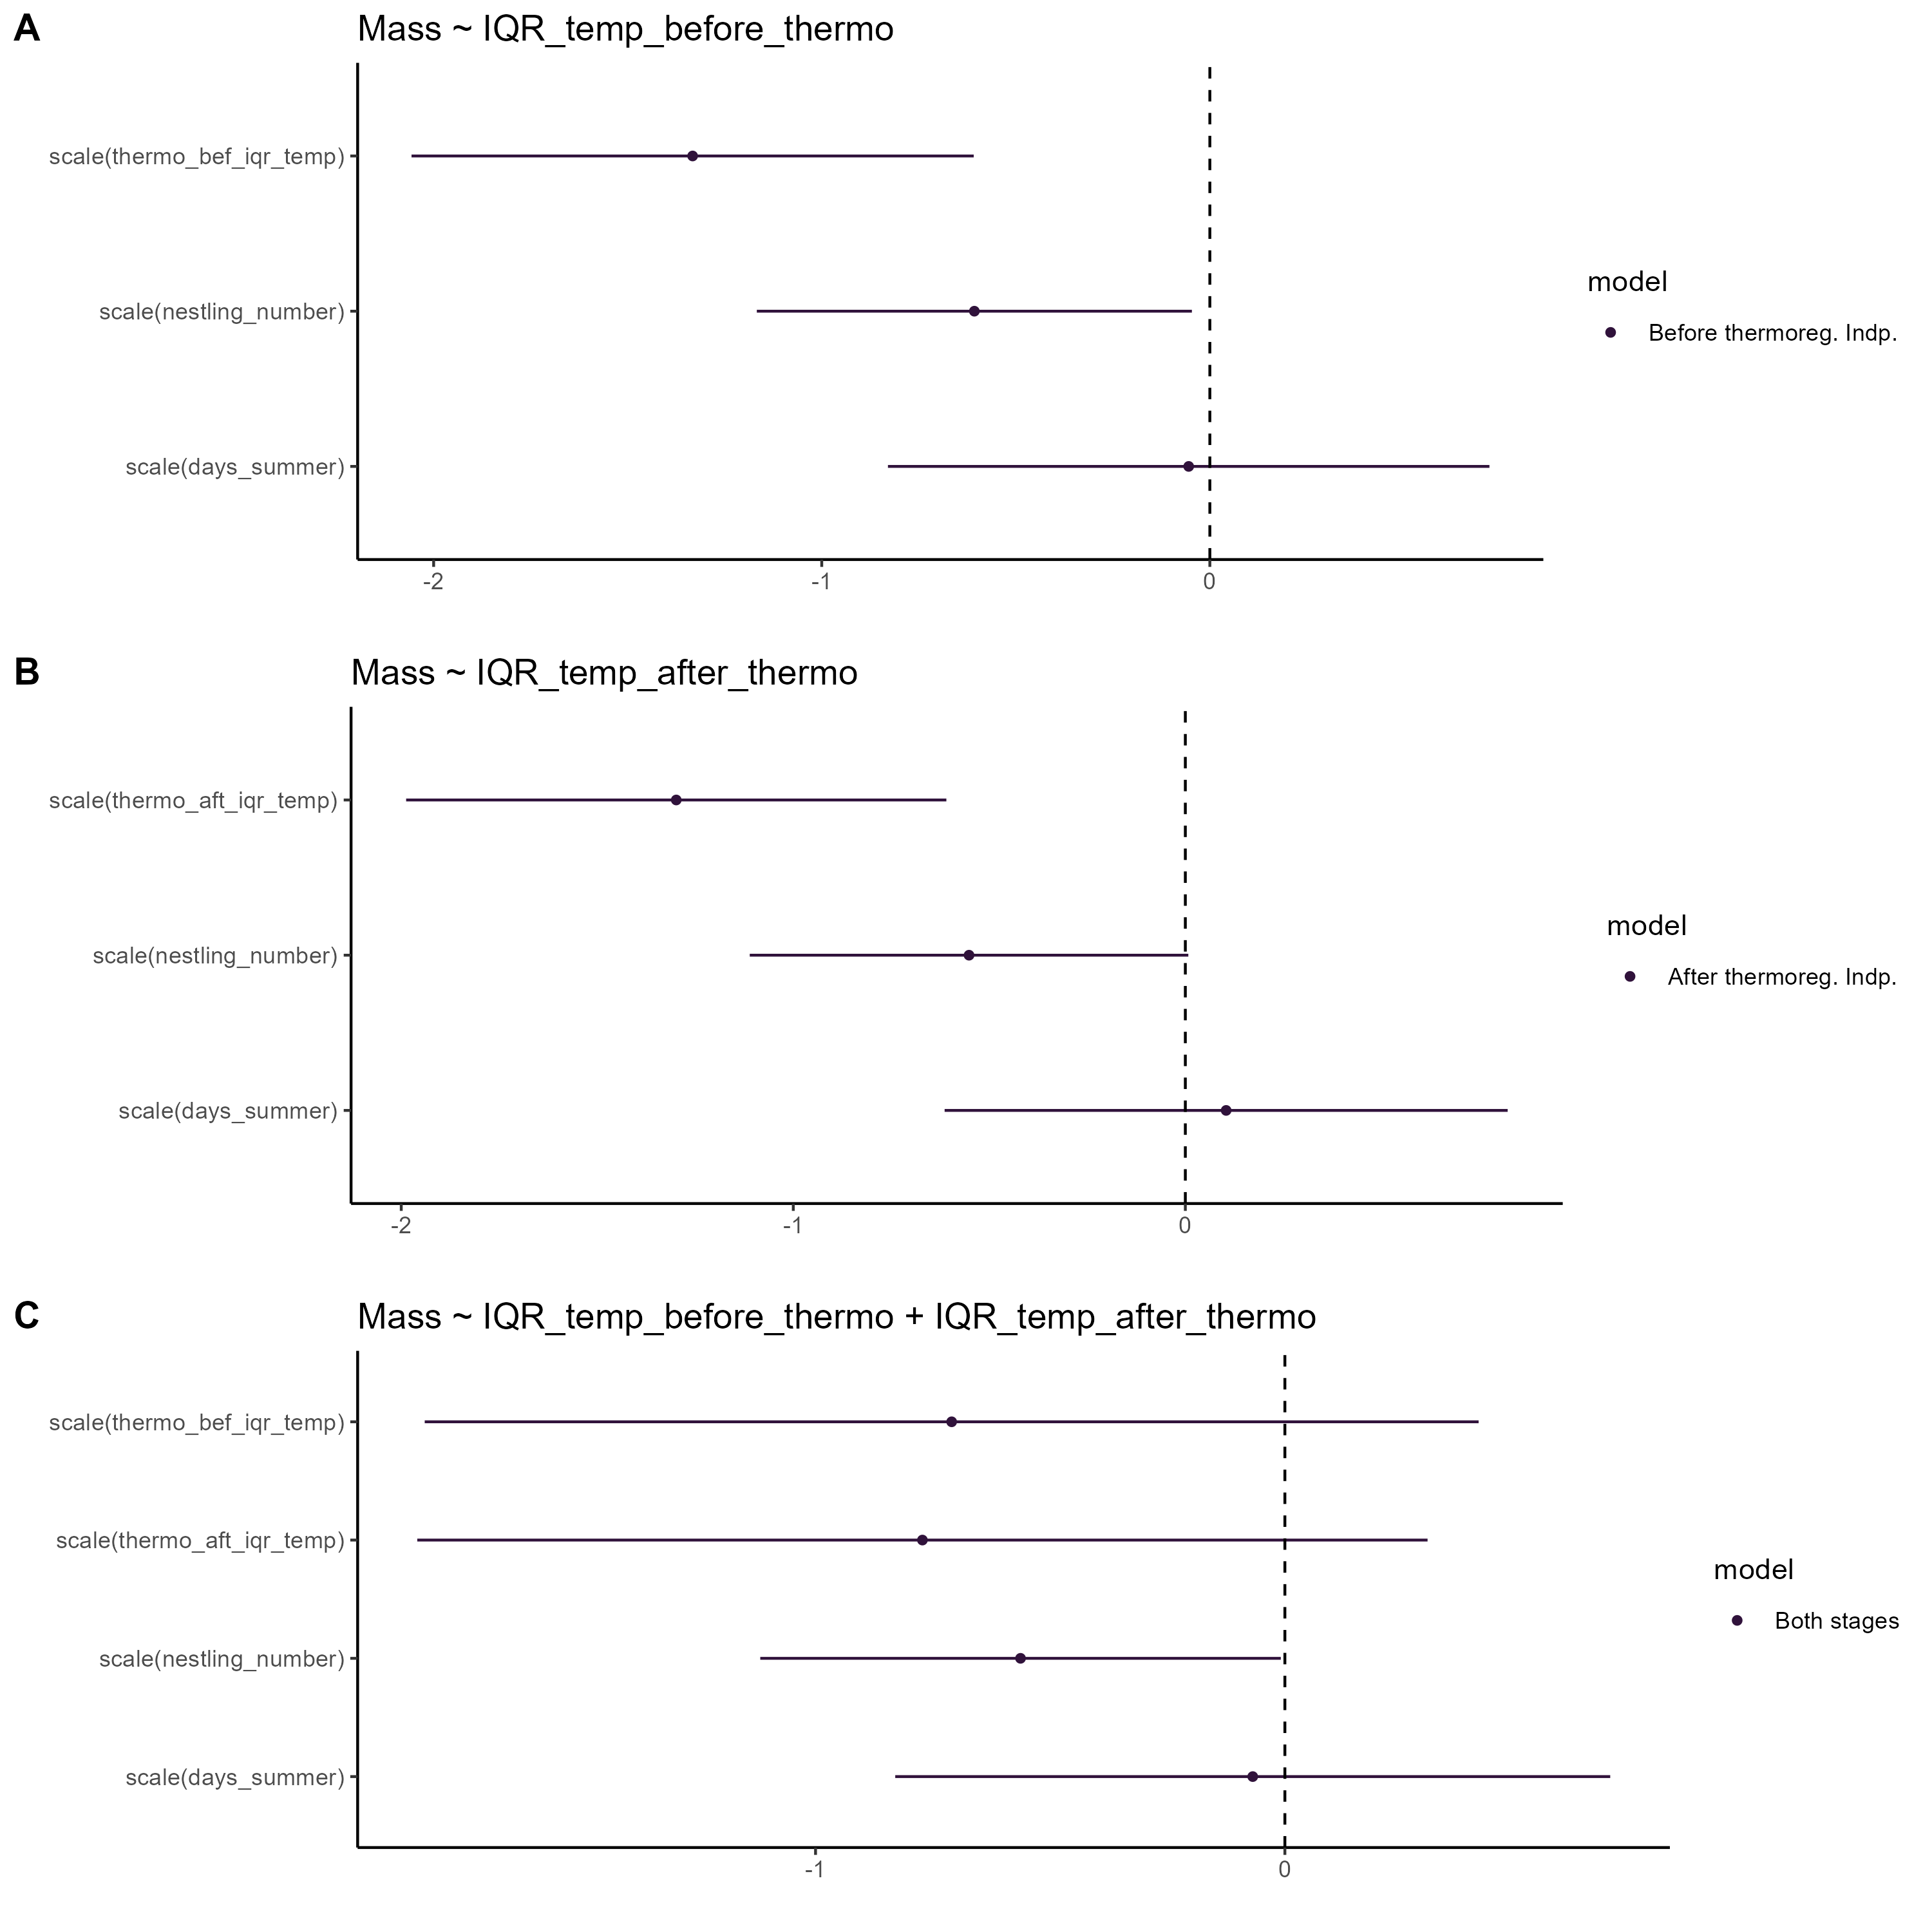 A
Mass ~ IQR_temp_before_thermo
scale(thermo_bef_iqr_temp)
scale(nestling_number)
scale(days_summer)
-2 -1 0
model
Before thermoreg. Indp.
B
Mass ~ IQR_temp_after_thermo
scale(thermo_aft_iqr_temp)
scale(nestling_number)
scale(days_summer)
-2 -1 0
model
After thermoreg. Indp.
C
Mass ~ IQR_temp_before_thermo + IQR_temp_after_thermo
scale(thermo_bef_iqr_temp)
scale(thermo_aft_iqr_temp)
scale(nestling_number)
scale(days_summer)
-1 0
model
Both stages